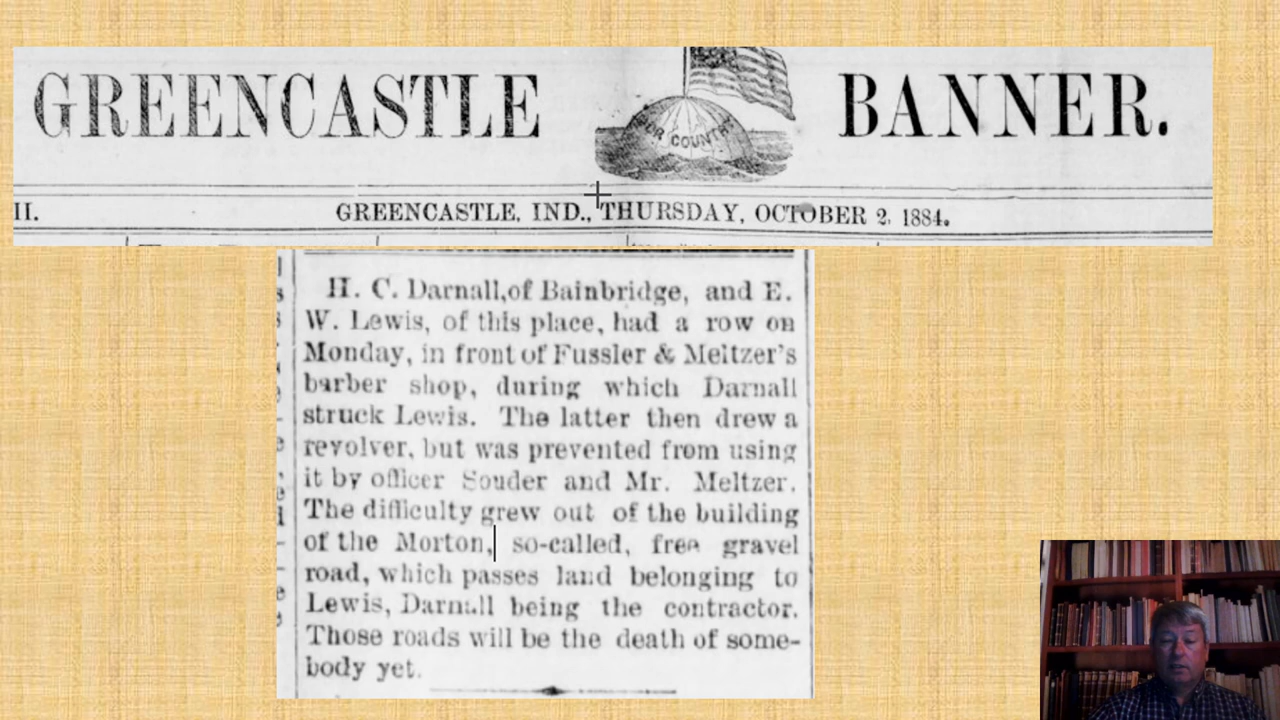 GREENCASTLE BANNER.
OUR COUNTRY
II. GREENCASTLE, IND., THURSDAY, OCTOBER 2, 1884.
H. C. Darnall, of Bainbridge, and E.
W. Lewis, of this place, had a row on
Monday, in front of Fussler & Meltzer's
barber shop, during which Darnall
struck Lewis. The latter then drew a
revolver, but was prevented from using
it by officer Souder and Mr. Meltzer.
The difficulty grew out of the building
of the Morton, so-called, free gravel
road, which passes land belonging to
Lewis, Darnall being the contractor.
Those roads will be the death of some-
body yet.